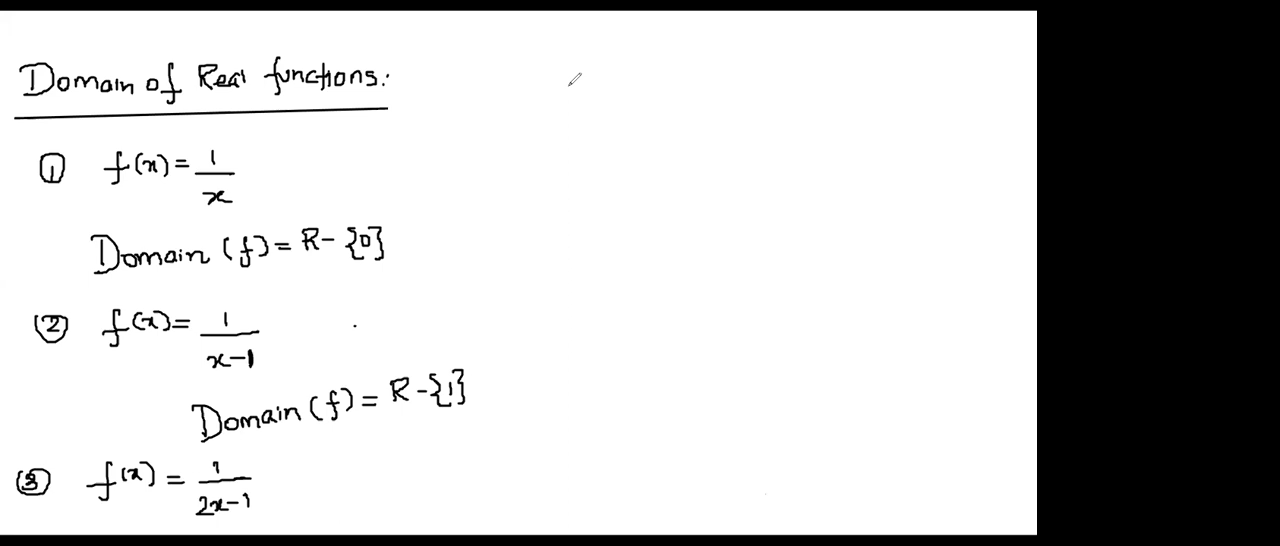 Domain of Real functions:
① f(x) = 1/x
Domain (f) = R - {0}
② f(x) = 1/(x-1)
Domain (f) = R - {1}
③ f(x) = 1/(2x-1)